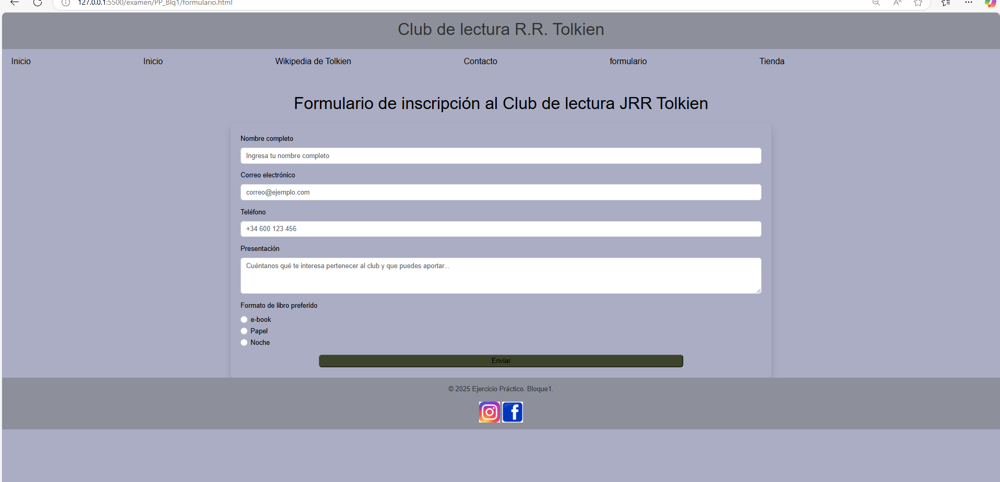 127.0.0.1:5500/examen/PP_Blq1/formulario.html
Club de lectura R.R. Tolkien
Inicio Inicio Wikipedia de Tolkien Contacto formulario Tienda
Formulario de inscripción al Club de lectura JRR Tolkien
Nombre completo
Ingresa tu nombre completo
Correo electrónico
correo@ejemplo.com
Teléfono
+34 600 123 456
Presentación
Cuéntanos qué te interesa pertenecer al club y que puedes aportar...
Formato de libro preferido
e-book
Papel
Noche
Enviar
© 2025 Ejercicio Práctico. Bloque1.